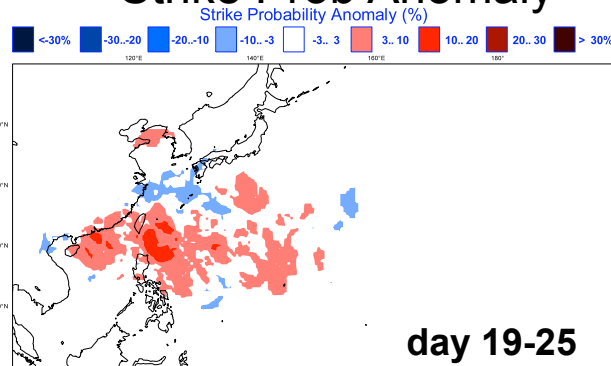 Strike Prob Anomaly
Strike Probability Anomaly (%)
<-30% -30..-20 -20..-10 -10.. -3 -3.. 3 3.. 10 10.. 20 20.. 30 > 30%
120°E 140°E 160°E 180°
°N
°N
°N
°N
day 19-25